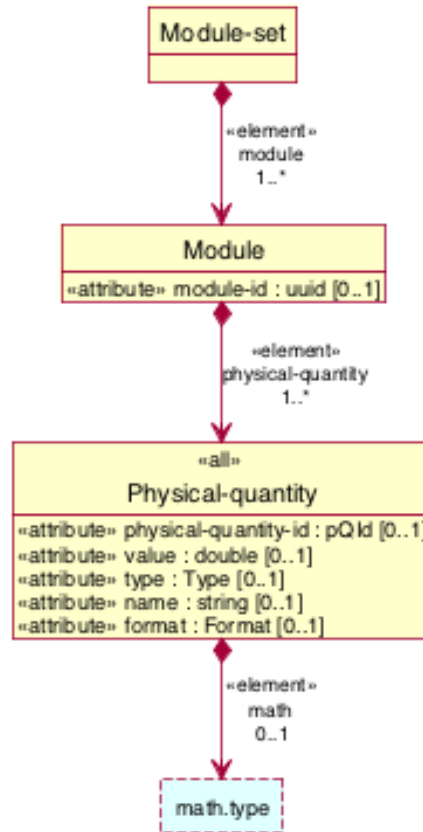 Module-set
«element»
module
1..*
Module
«attribute» module-id : uuid [0..1]
«element»
physical-quantity
1..*
«all»
Physical-quantity
«attribute» physical-quantity-id : pQId [0..1]
«attribute» value : double [0..1]
«attribute» type : Type [0..1]
«attribute» name : string [0..1]
«attribute» format : Format [0..1]
«element»
math
0..1
math.type